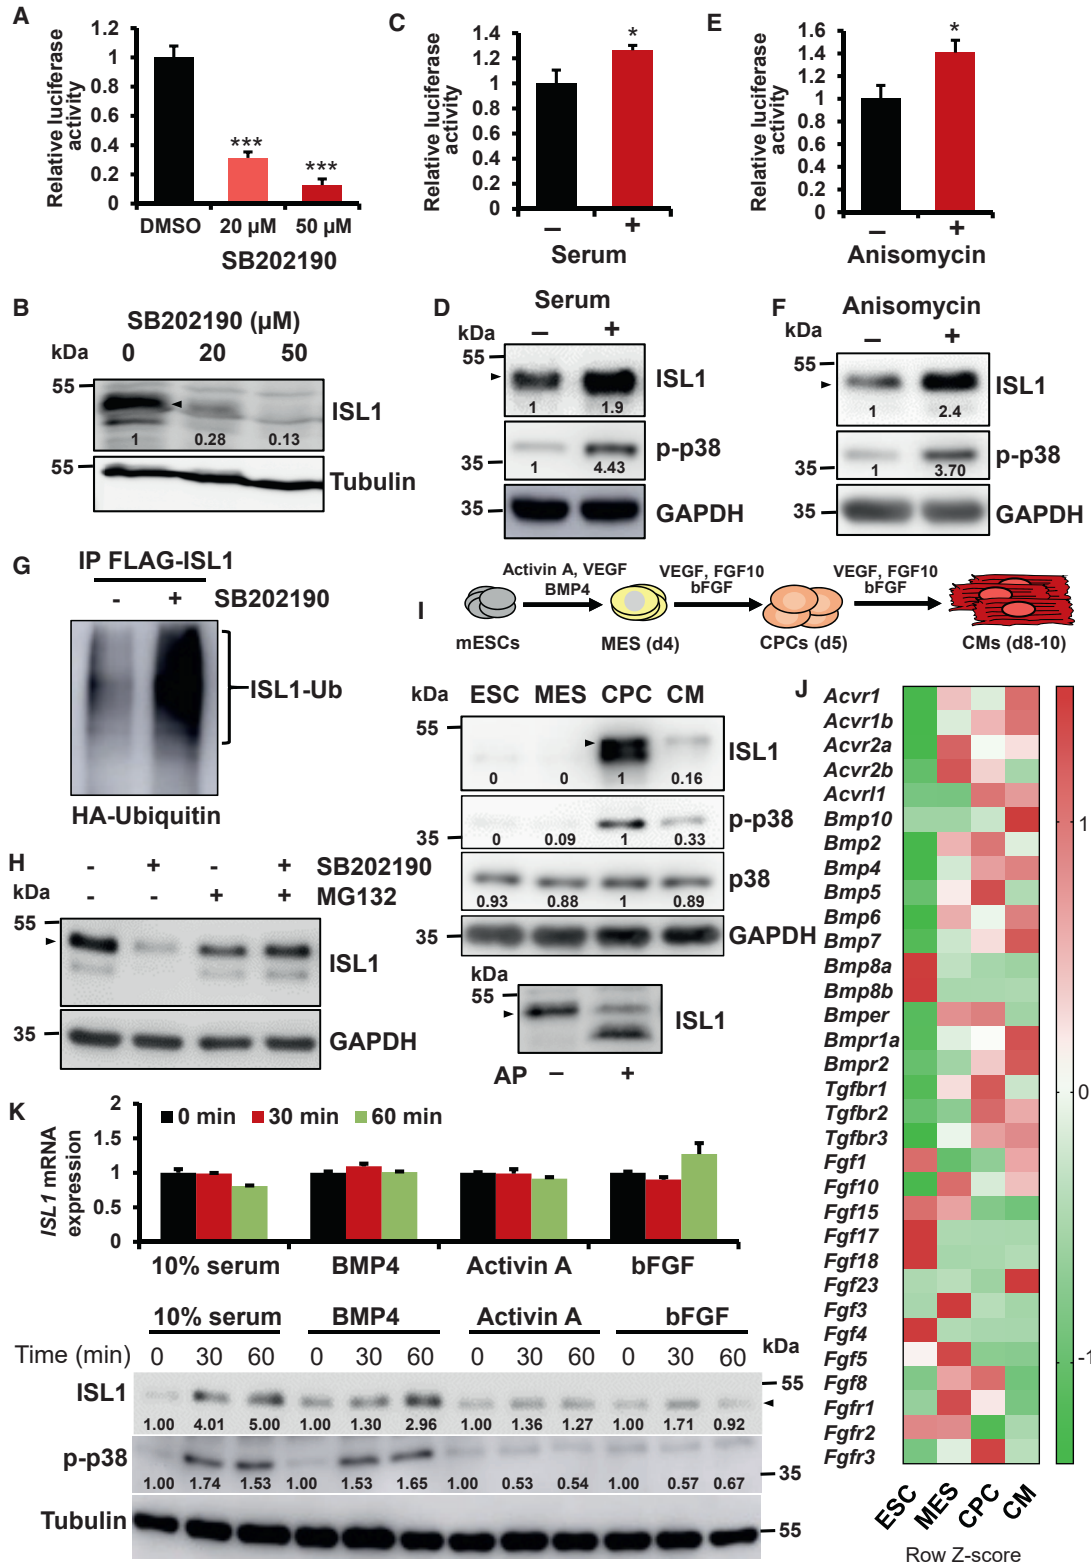 A
Relative luciferase
activity
1.2
1
0.8
0.6
0.4
0.2
0
***
***
DMSO 20 µM 50 µM
SB202190
C
Relative luciferase
activity
1.4
1.2
1
0.8
0.6
0.4
0.2
0
*
– +
Serum
E
Relative luciferase
activity
1.6
1.4
1.2
1
0.8
0.6
0.4
0.2
0
*
– +
Anisomycin
B
SB202190 (µM)
kDa 0 20 50
55
ISL1
1 0.28 0.13
55
Tubulin
D
Serum
kDa – +
55
ISL1
1 1.9
p-p38
35
1 4.43
35
GAPDH
F
Anisomycin
kDa – +
55
ISL1
1 2.4
p-p38
35
1 3.70
35
GAPDH
G
IP FLAG-ISL1
- + SB202190
ISL1-Ub
HA-Ubiquitin
H
- + - + SB202190
kDa - - + + MG132
55
ISL1
35
GAPDH
I
Activin A, VEGF
BMP4
VEGF, FGF10
bFGF
VEGF, FGF10
bFGF
mESCs MES (d4) CPCs (d5) CMs (d8-10)
kDa ESC MES CPC CM
55
ISL1
0 0 1 0.16
p-p38
35
0 0.09 1 0.33
p38
0.93 0.88 1 0.89
35
GAPDH
kDa
55
ISL1
AP – +
J
Acvr1
Acvr1b
Acvr2a
Acvr2b
Acvrl1
Bmp10
Bmp2
Bmp4
Bmp5
Bmp6
Bmp7
Bmp8a
Bmp8b
Bmper
Bmpr1a
Bmpr2
Tgfbr1
Tgfbr2
Tgfbr3
Fgf1
Fgf10
Fgf15
Fgf17
Fgf18
Fgf23
Fgf3
Fgf4
Fgf5
Fgf8
Fgfr1
Fgfr2
Fgfr3
ESC MES CPC CM
1
0
-1
Row Z-score
K
ISL1 mRNA
expression
2
1.5
1
0.5
0
0 min 30 min 60 min
10% serum BMP4 Activin A bFGF
10% serum BMP4 Activin A bFGF
Time (min) 0 30 60 0 30 60 0 30 60 0 30 60 kDa
55
ISL1
1.00 4.01 5.00 1.00 1.30 2.96 1.00 1.36 1.27 1.00 1.71 0.92
p-p38
35
1.00 1.74 1.53 1.00 1.53 1.65 1.00 0.53 0.54 1.00 0.57 0.67
Tubulin
55